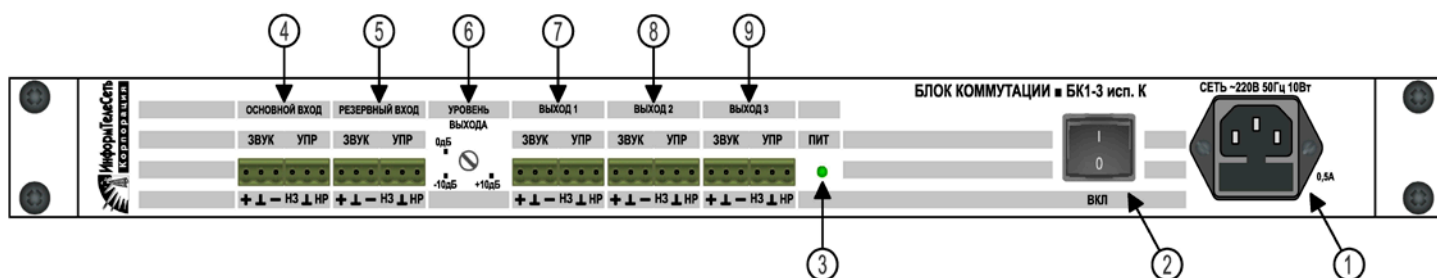 4 5 6 7 8 9
ИнформТелеСеть
Корпорация
БЛОК КОММУТАЦИИ ■ БК1-3 исп. К
СЕТЬ ~220В 50Гц 10Вт
ОСНОВНОЙ ВХОД РЕЗЕРВНЫЙ ВХОД УРОВЕНЬ ВЫХОДА ВЫХОД 1 ВЫХОД 2 ВЫХОД 3
ЗВУК УПР ЗВУК УПР 0дБ ЗВУК УПР ЗВУК УПР ЗВУК УПР ПИТ
-10дБ +10дБ
I
0
0,5А
+ ⊥ − НЗ ⊥ НР + ⊥ − НЗ ⊥ НР + ⊥ − НЗ ⊥ НР + ⊥ − НЗ ⊥ НР + ⊥ − НЗ ⊥ НР ВКЛ
3 2 1